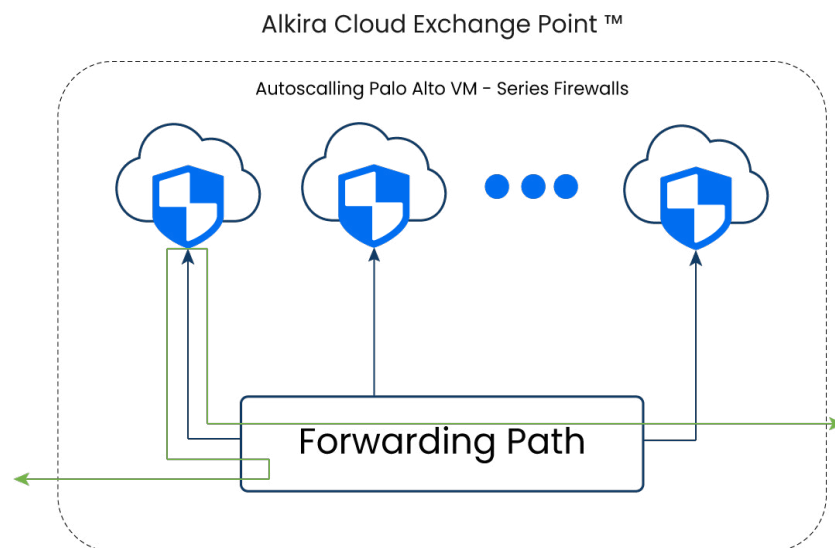 Alkira Cloud Exchange Point ™
Autoscalling Palo Alto VM - Series Firewalls
Forwarding Path